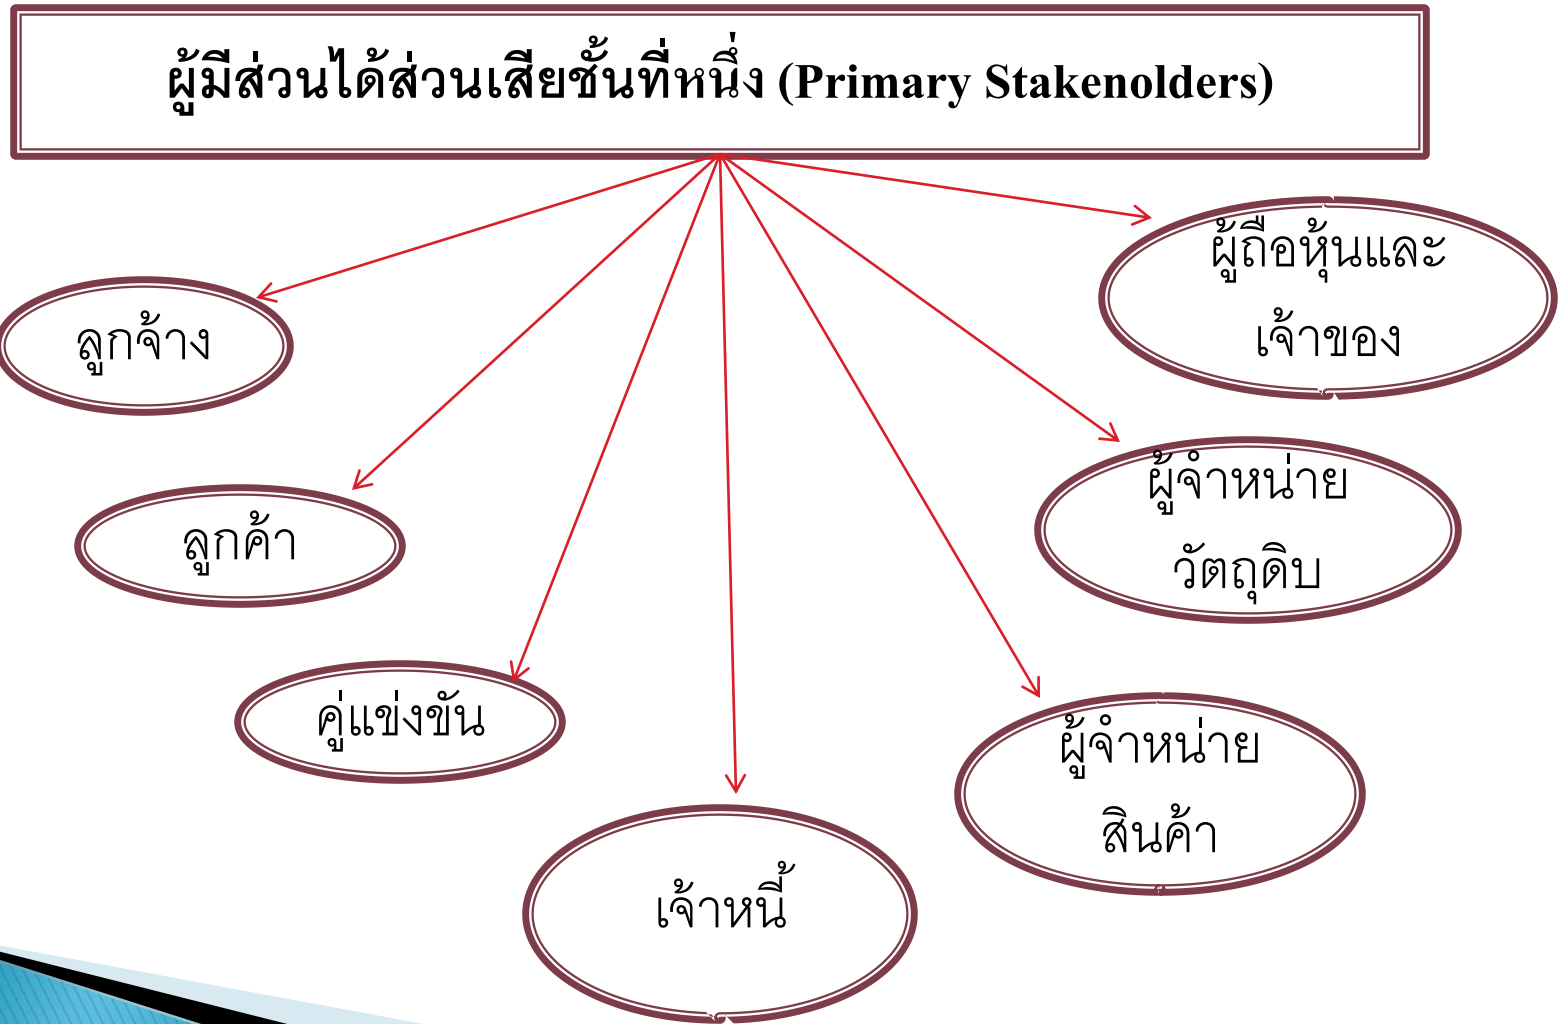 ผู้มีส่วนได้ส่วนเสียชั้นที่หนึ่ง (Primary Stakenolders)
ผู้ถือหุ้นและ
เจ้าของ
ลูกจ้าง
ผู้จำหน่าย
วัตถุดิบ
ลูกค้า
คู่แข่งขัน
ผู้จำหน่าย
สินค้า
เจ้าหนี้